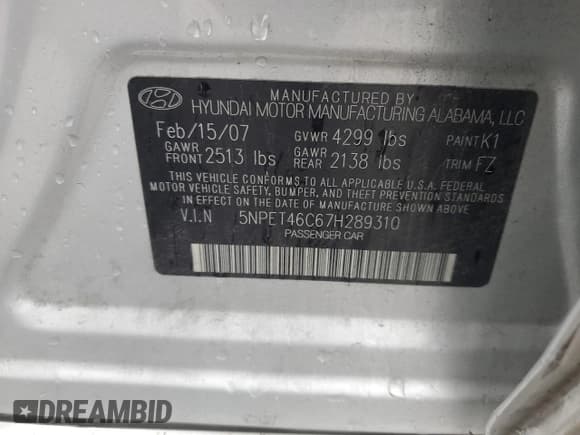 MANUFACTURED BY
HYUNDAI MOTOR MANUFACTURING ALABAMA, LLC
Feb/15/07 GVWR 4299 lbs PAINT K1
GAWR FRONT 2513 lbs GAWR REAR 2138 lbs TRIM FZ
THIS VEHICLE CONFORMS TO ALL APPLICABLE U.S.A. FEDERAL
MOTOR VEHICLE SAFETY, BUMPER, AND THEFT PREVENTION
STANDARDS IN EFFECT ON THE DATE OF MANUFACTURE SHOWN ABOVE.
V.I.N 5NPET46C67H289310
PASSENGER CAR
DREAMBID